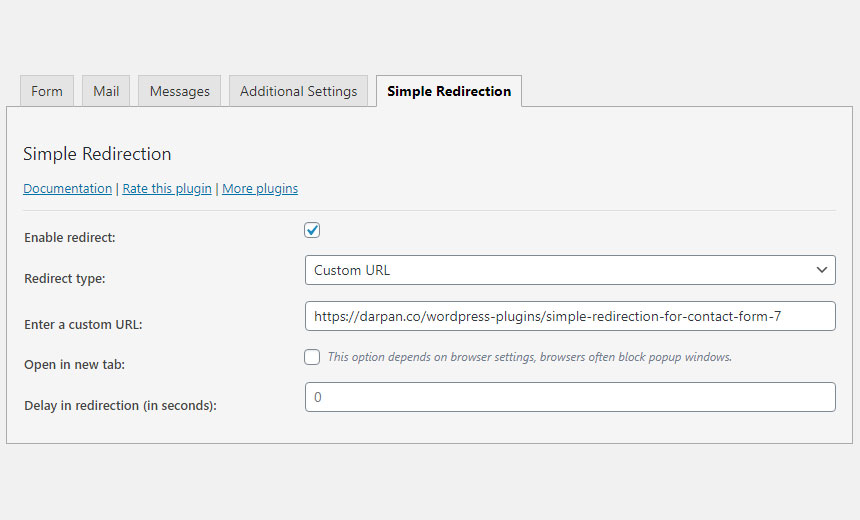 Form Mail Messages Additional Settings Simple Redirection
Simple Redirection
Documentation | Rate this plugin | More plugins
Enable redirect:
Redirect type: Custom URL
Enter a custom URL: https://darpan.co/wordpress-plugins/simple-redirection-for-contact-form-7
Open in new tab: This option depends on browser settings, browsers often block popup windows.
Delay in redirection (in seconds): 0